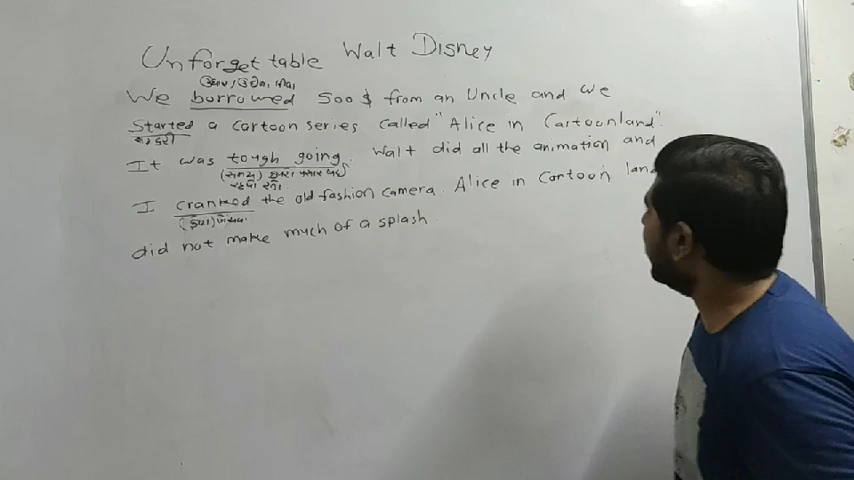 Unforgettable Walt Disney
We borrowed 500$ from an Uncle and we
Started a cartoon series called "Alice in Cartoonland".
શરૂ કરી
It was tough going. Walt did all the animation and
I cranked the old fashion camera. Alice in Cartoon land
did not make much of a splash.